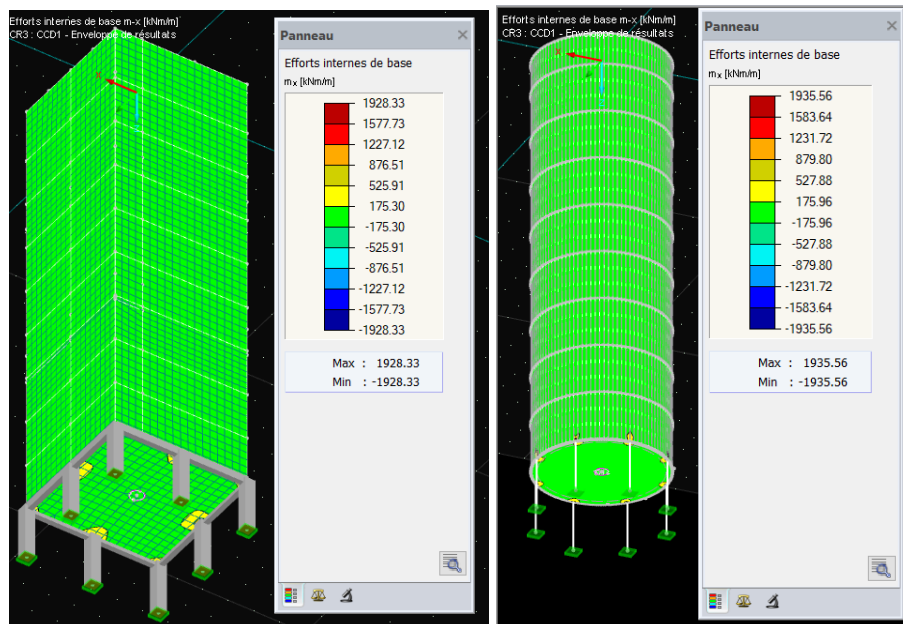 Efforts internes de base m-x [kNm/m]
CR3 : CCD1 - Enveloppe de résultats
X
Panneau
Efforts internes de base
mx [kNm/m]
1928.33
1577.73
1227.12
876.51
525.91
175.30
-175.30
-525.91
-876.51
-1227.12
-1577.73
-1928.33
Max : 1928.33
Min : -1928.33
Efforts internes de base m-x [kNm/m]
CR3 : CCD1 - Enveloppe de résultats
X
Panneau
Efforts internes de base
mx [kNm/m]
1935.56
1583.64
1231.72
879.80
527.88
175.96
-175.96
-527.88
-879.80
-1231.72
-1583.64
-1935.56
Max : 1935.56
Min : -1935.56